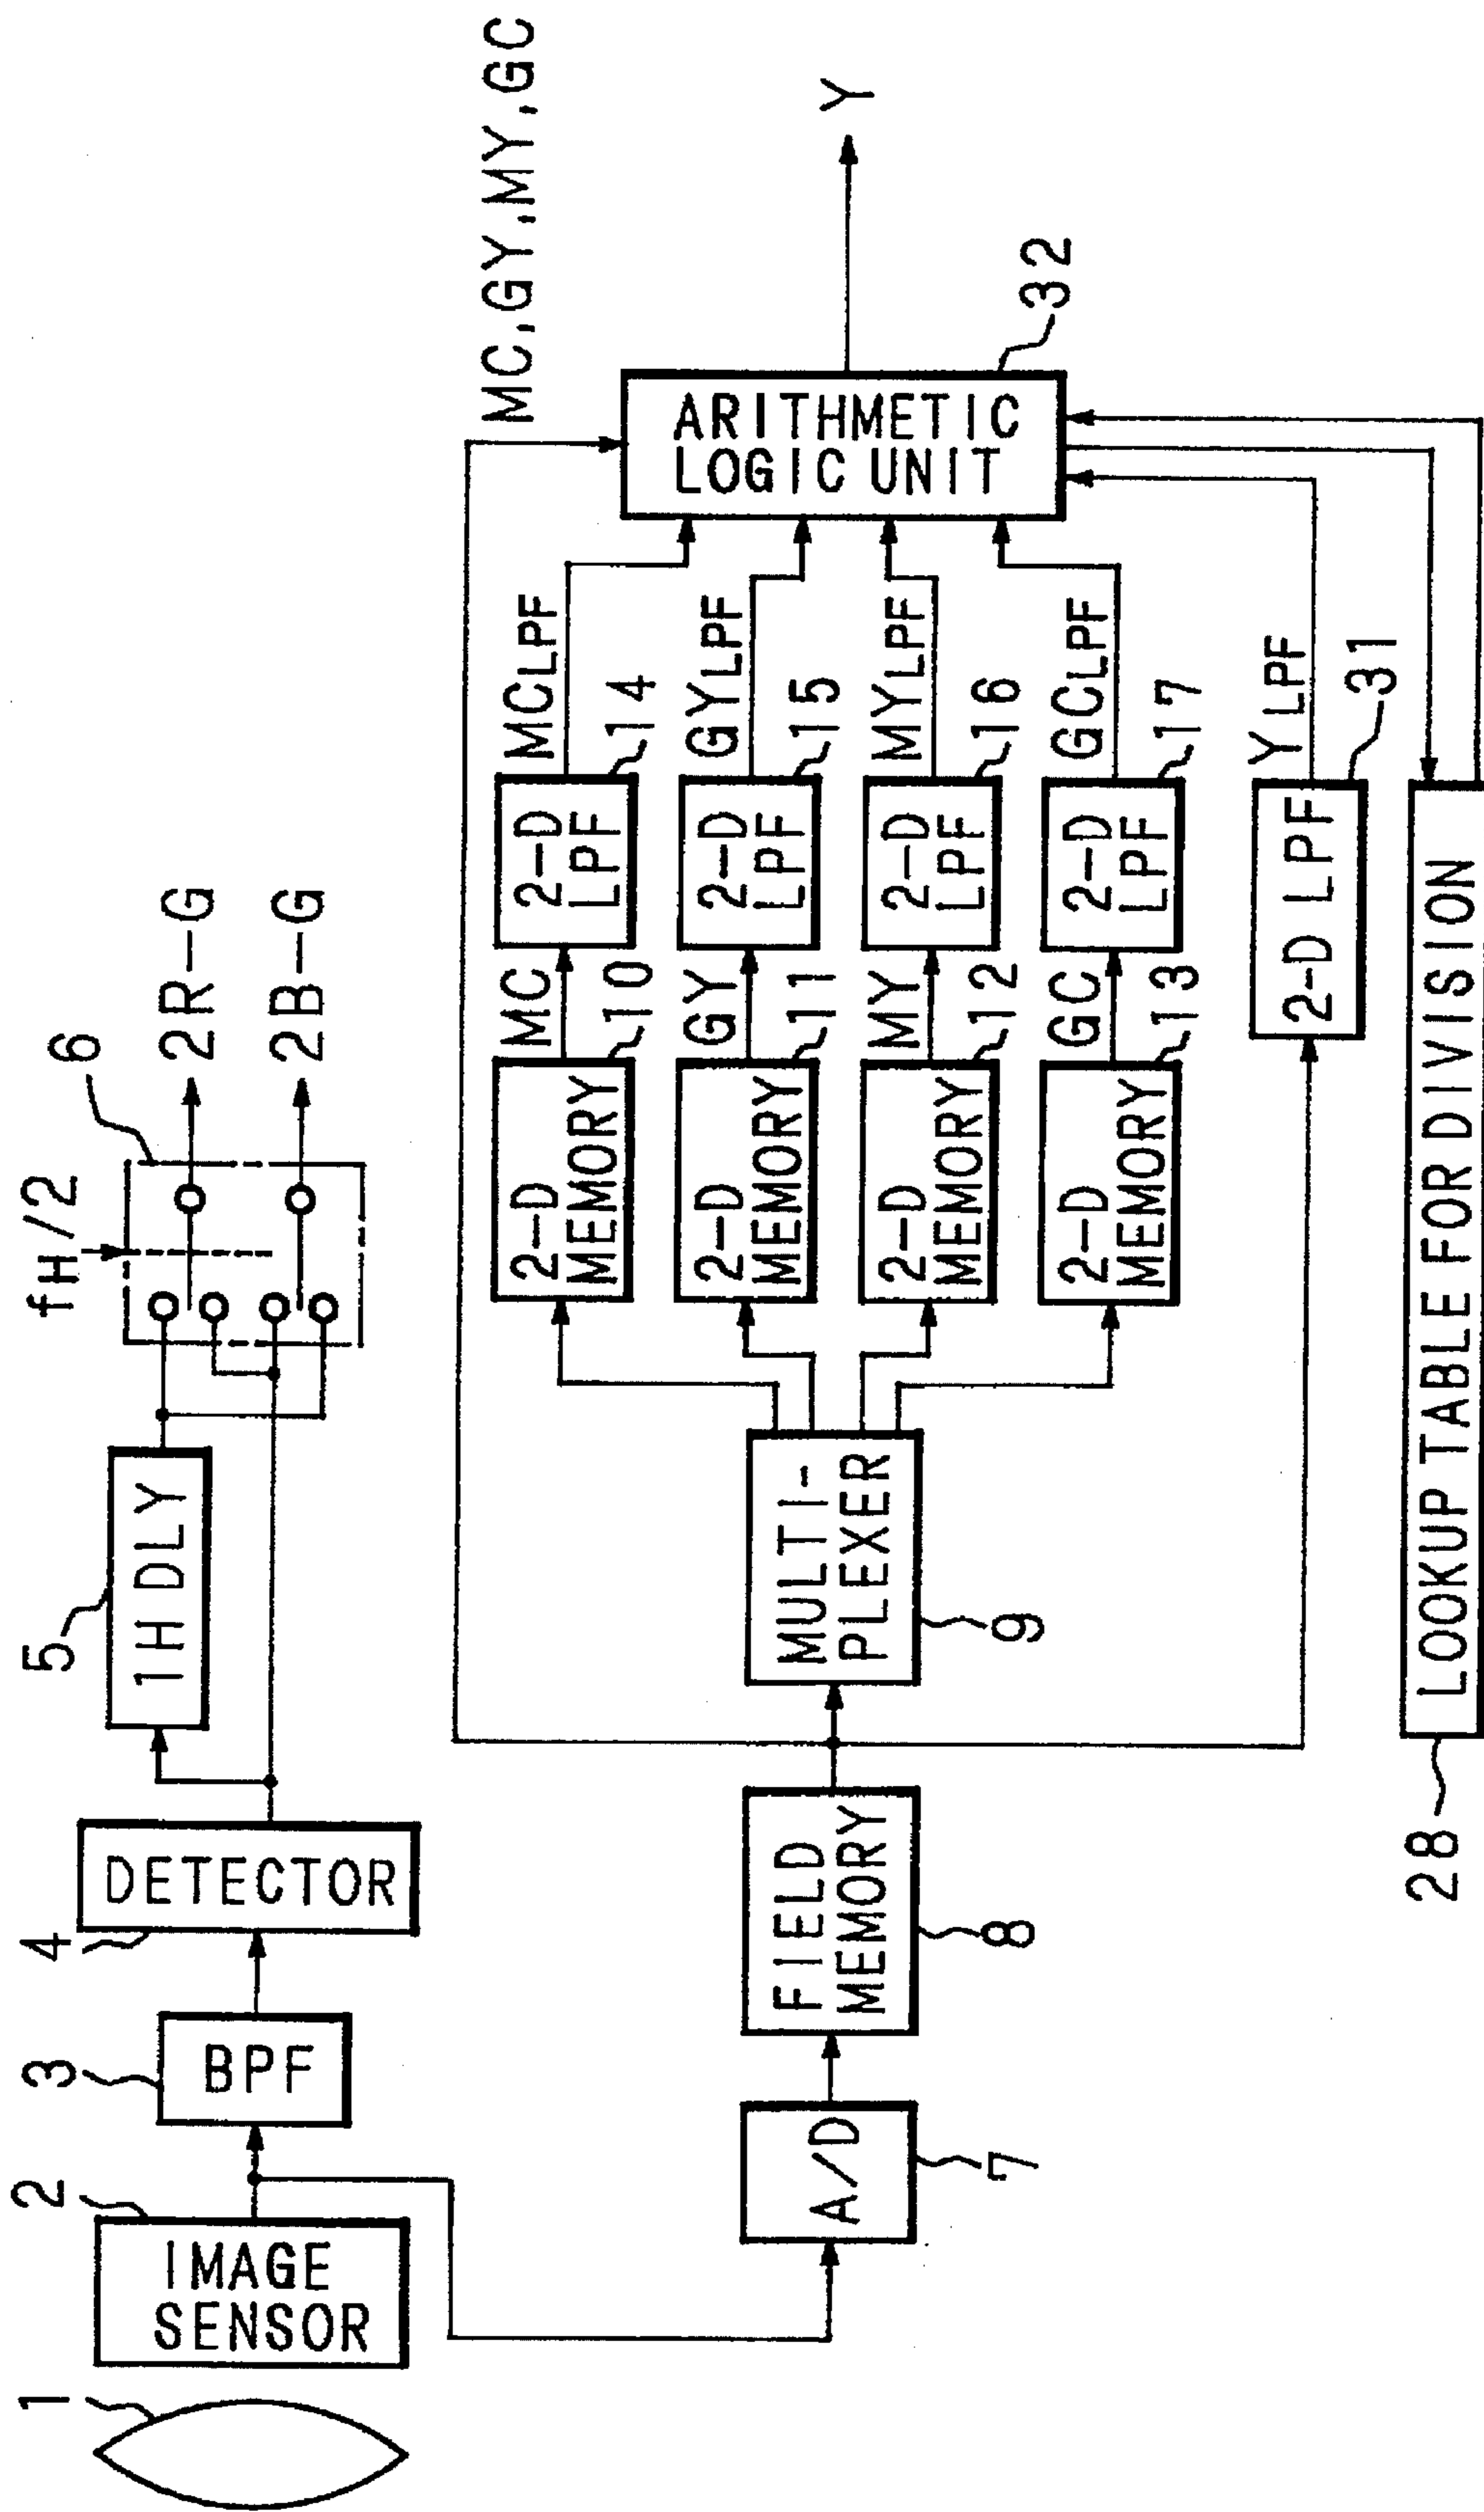 1
2
IMAGE
SENSOR
3
BPF
4
DETECTOR
5
1H DLY
fH/2
6
2R-G
2B-G
7
A/D
8
FIELD
MEMORY
9
MULTI-
PLEXER
2-D
MEMORY
10
MC
2-D
LPF
14
MCLPF
2-D
MEMORY
11
GY
2-D
LPF
15
GYLPF
2-D
MEMORY
12
MY
2-D
LPF
16
MYLPF
2-D
MEMORY
13
GC
2-D
LPF
17
GCLPF
MC,GY,MY,GC
ARITHMETIC
LOGIC UNIT
32
Y
2-D LPF
31
YLPF
28
LOOKUP TABLE FOR DIVISION